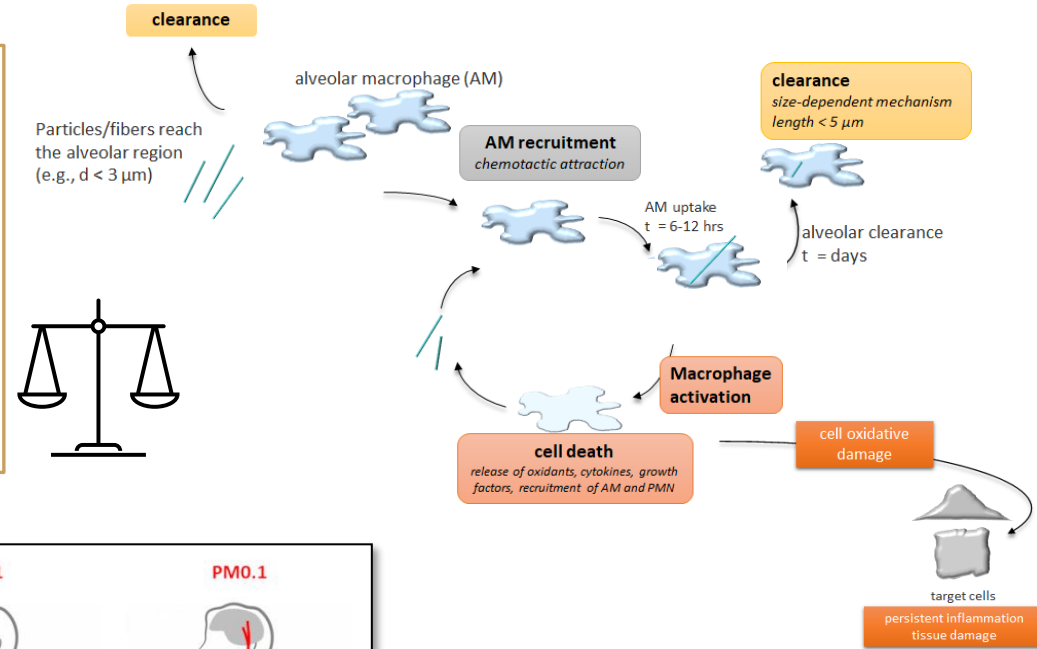 clearance
alveolar macrophage (AM)
Particles/fibers reach
the alveolar region
(e.g., d < 3 µm)
AM recruitment
chemotactic attraction
clearance
size-dependent mechanism
length < 5 µm
AM uptake
t = 6-12 hrs
alveolar clearance
t = days
Macrophage
activation
cell death
release of oxidants, cytokines, growth
factors, recruitment of AM and PMN
cell oxidative
damage
target cells
persistent inflammation
tissue damage
PM0.1